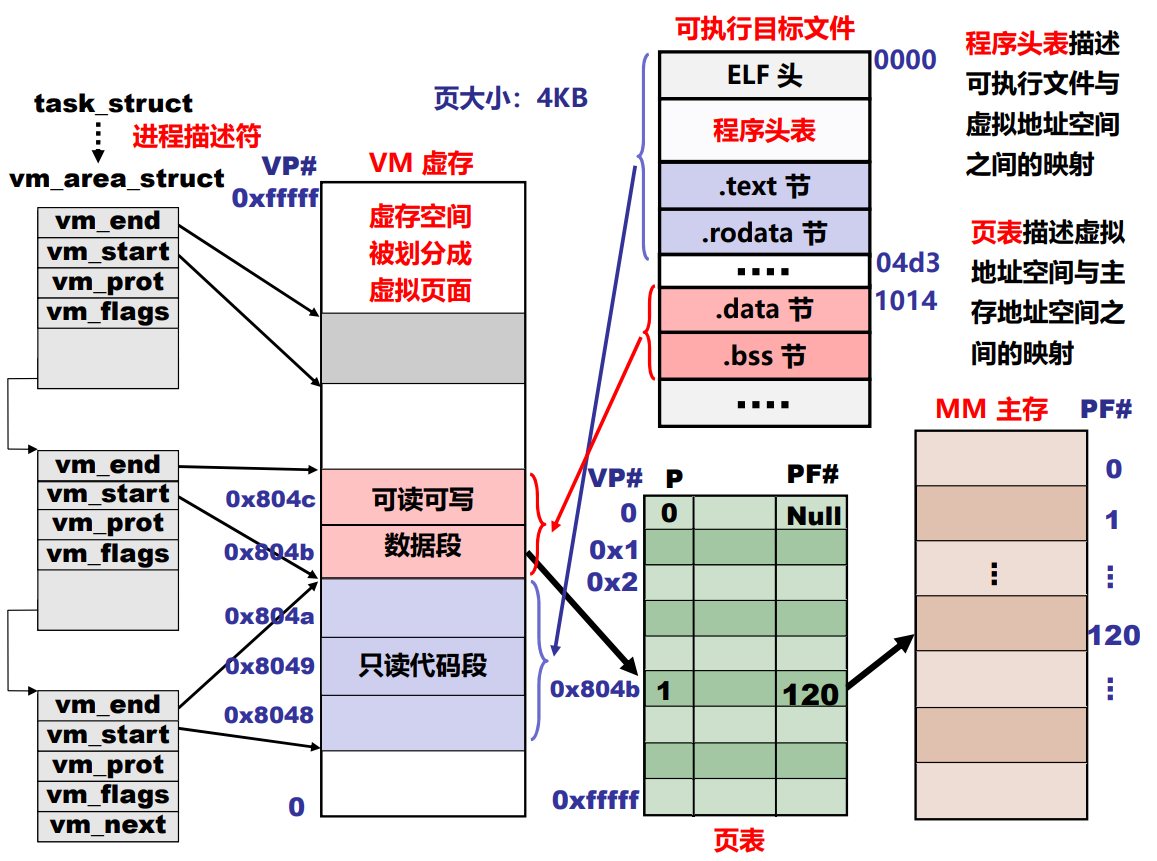 可执行目标文件
0000
ELF 头
程序头表
.text 节
.rodata 节
04d3
....
1014
.data 节
.bss 节
....
程序头表描述
可执行文件与
虚拟地址空间
之间的映射
页表描述虚拟
地址空间与主
存地址空间之
间的映射
页大小：4KB
task_struct
进程描述符
vm_area_struct
vm_end
vm_start
vm_prot
vm_flags
vm_end
vm_start
vm_prot
vm_flags
vm_end
vm_start
vm_prot
vm_flags
vm_next
VP#
VM 虚存
0xfffff
虚存空间
被划分成
虚拟页面
0x804c
可读可写
0x804b
数据段
0x804a
0x8049
只读代码段
0x8048
0
VP#
P
PF#
0
0
Null
0x1
0x2
0x804b
1
120
0xfffff
页表
MM 主存
PF#
0
1
⋮
⋮
120
⋮